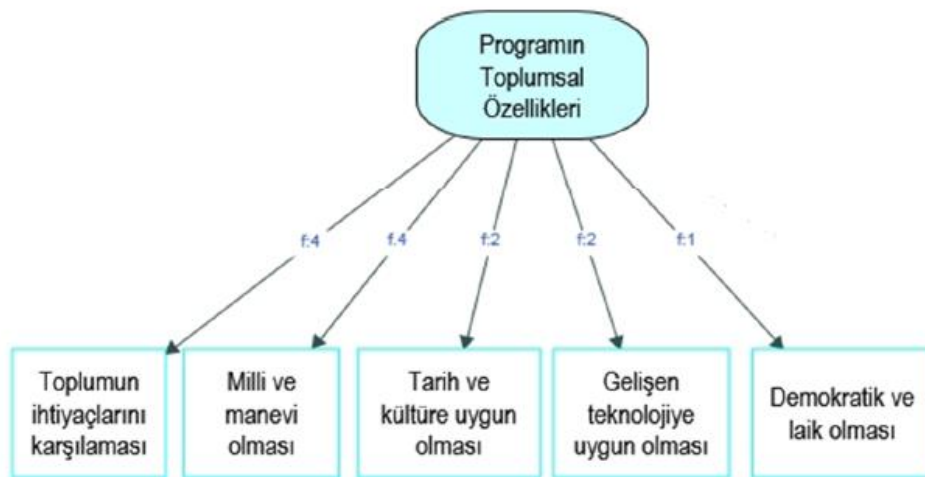 Programın
Toplumsal
Özellikleri
f:4
f:4
f:2
f:2
f:1
Toplumun
ihtiyaçlarını
karşılaması
Milli ve
manevi
olması
Tarih ve
kültüre uygun
olması
Gelişen
teknolojiye
uygun olması
Demokratik ve
laik olması